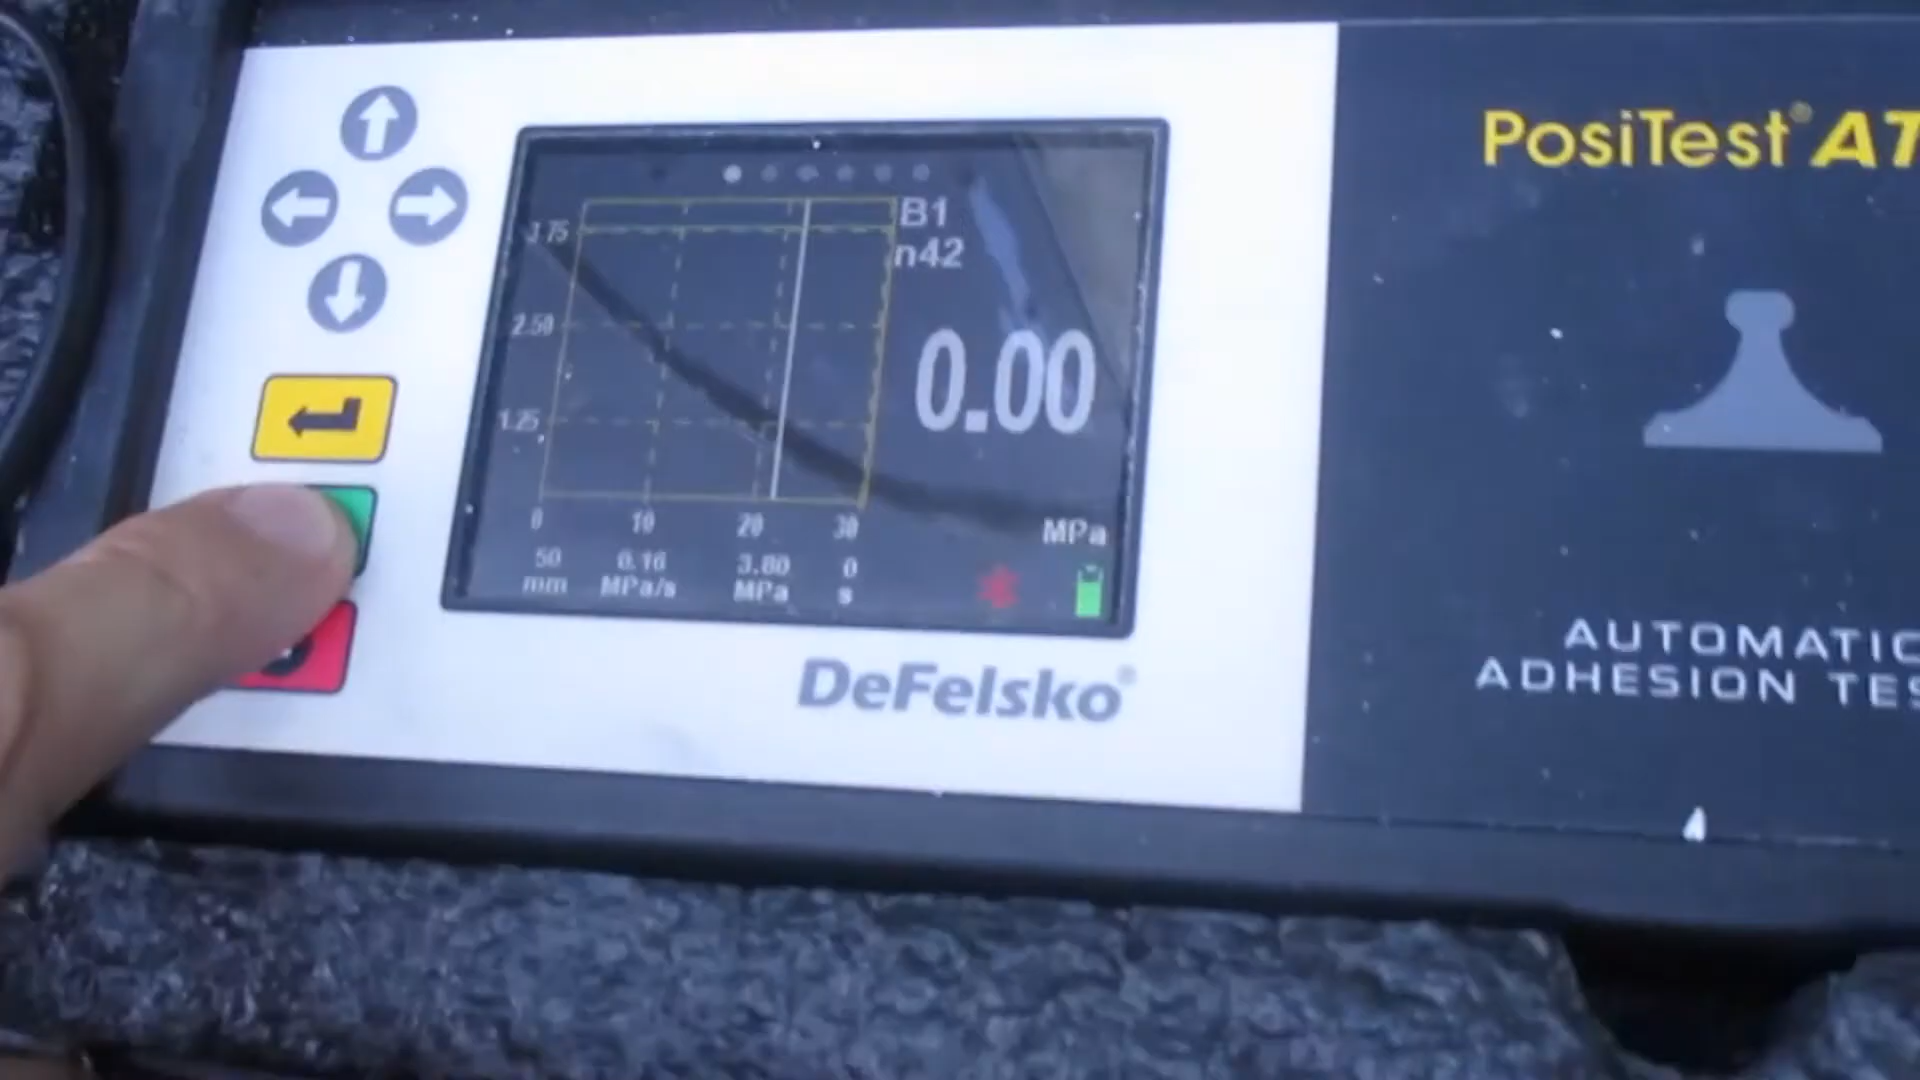 PosiTest® AT
B1
3.75
n42
2.50
0.00
1.25
0 10 20 30
MPa
50 0.16 3.80 0
mm MPa/s MPa s
DeFelsko®
AUTOMATIC
ADHESION TES